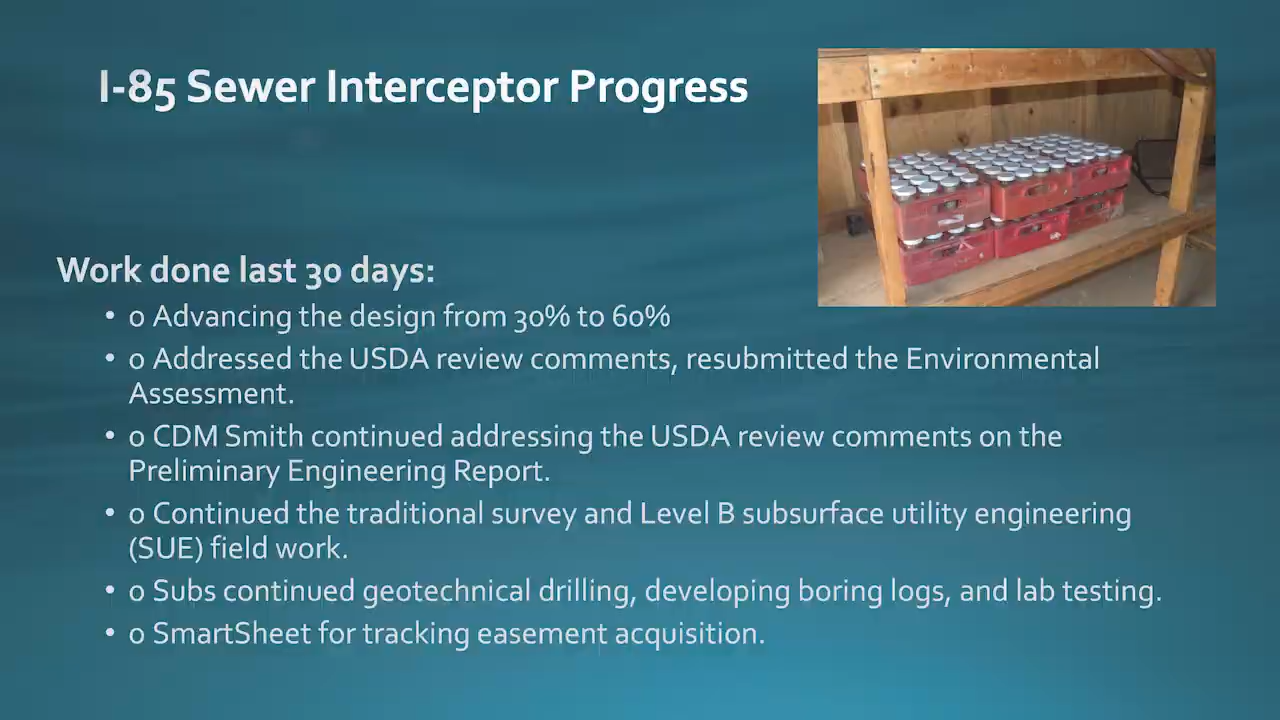 I-85 Sewer Interceptor Progress
Work done last 30 days:
• o Advancing the design from 30% to 60%
• o Addressed the USDA review comments, resubmitted the Environmental
Assessment.
• o CDM Smith continued addressing the USDA review comments on the
Preliminary Engineering Report.
• o Continued the traditional survey and Level B subsurface utility engineering
(SUE) field work.
• o Subs continued geotechnical drilling, developing boring logs, and lab testing.
• o SmartSheet for tracking easement acquisition.